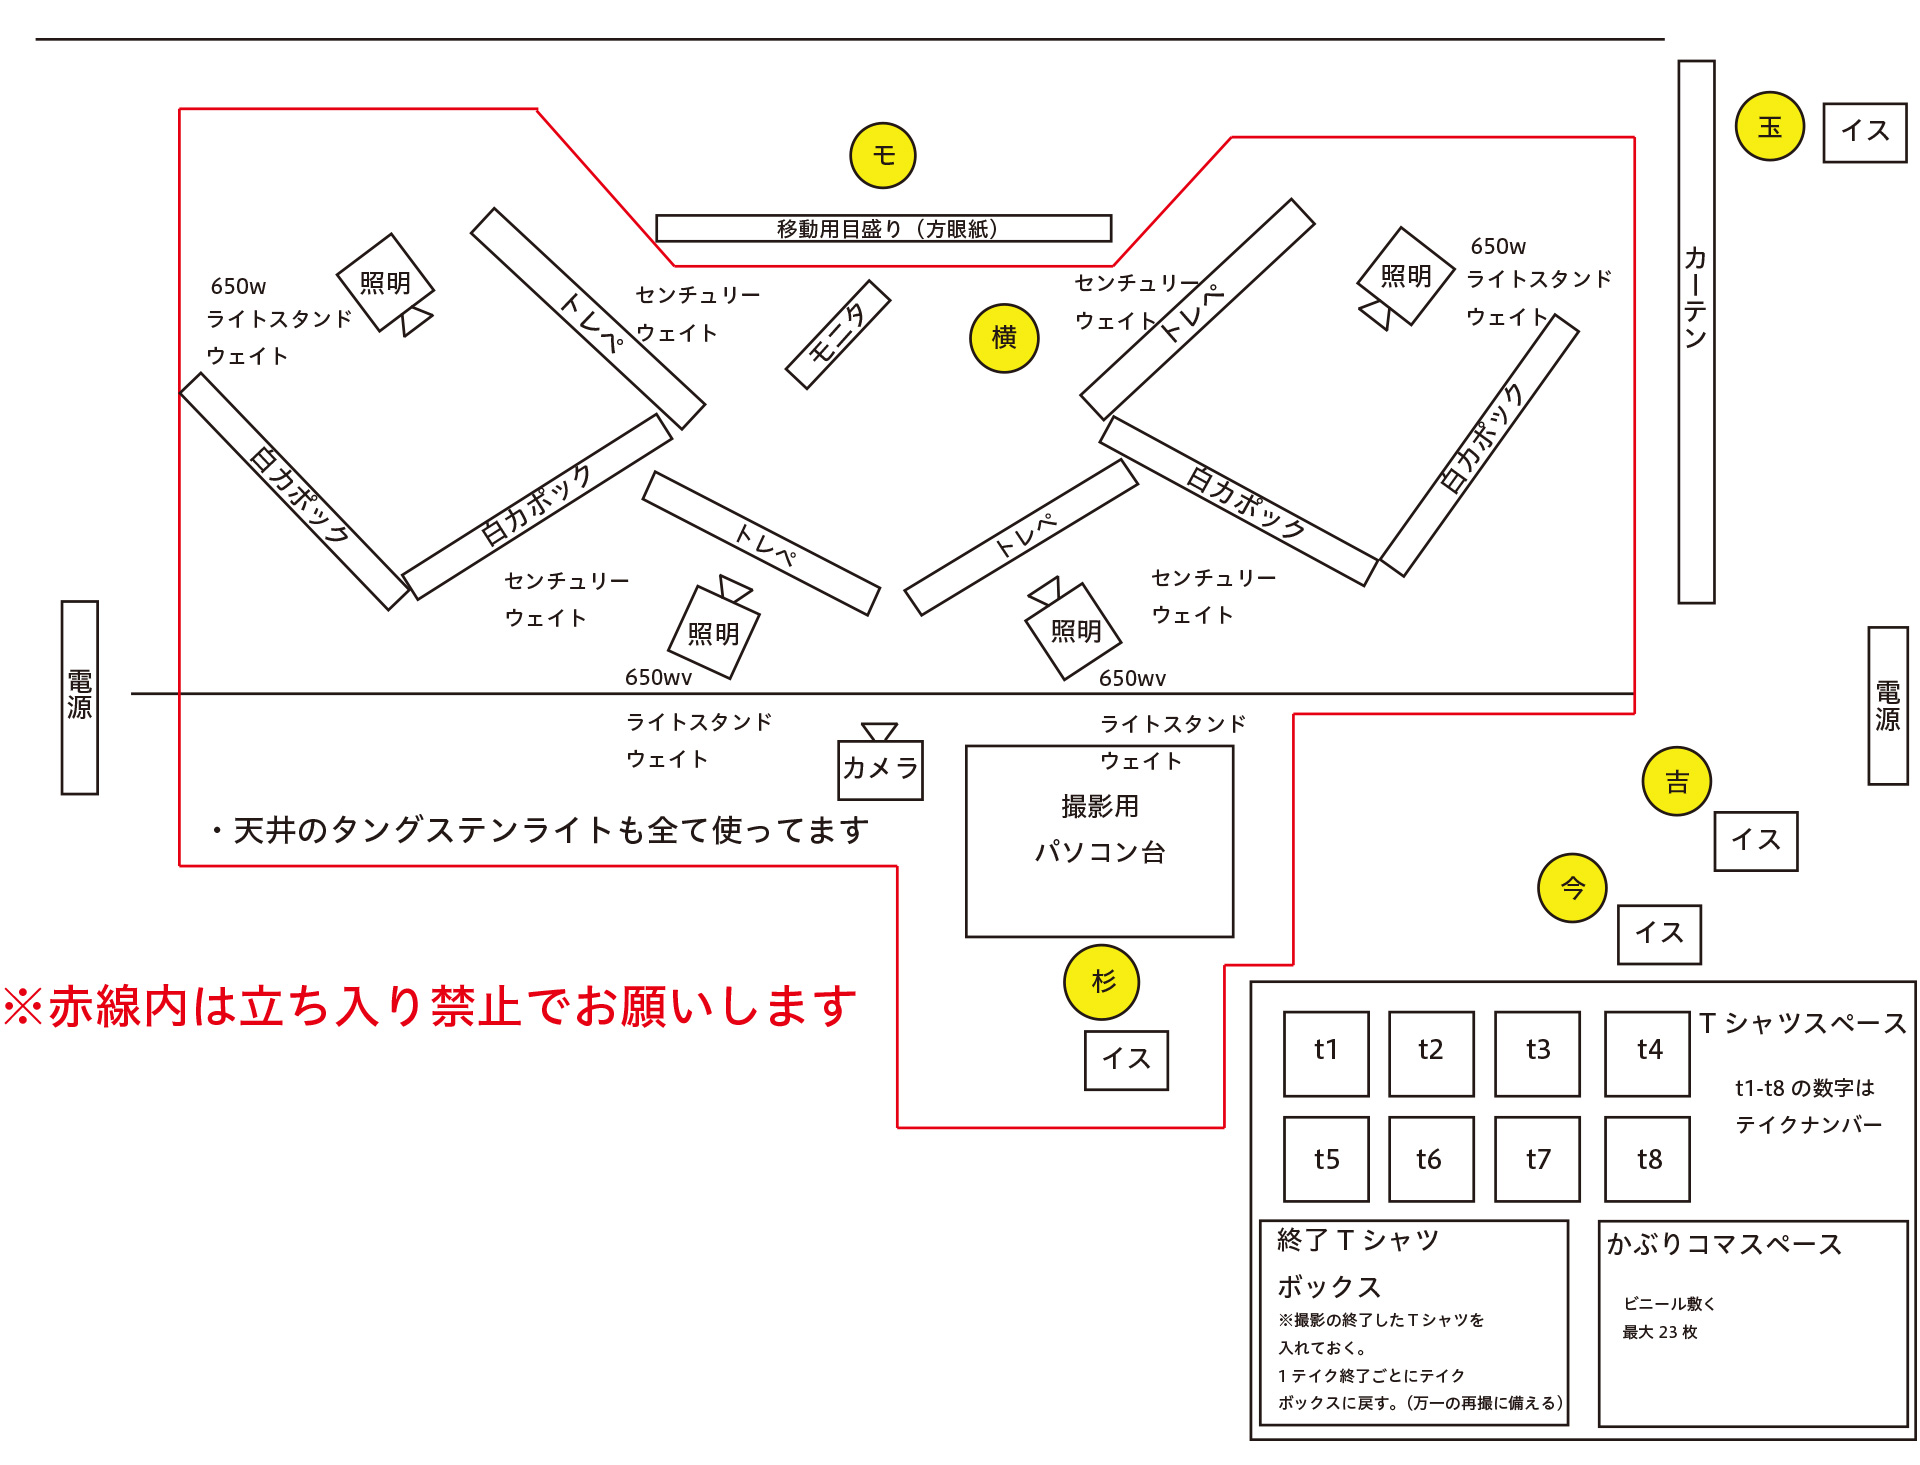 玉
イス
モ
移動用目盛り（方眼紙）
照明
650w
ライトスタンド
ウェイト
トレペ
センチュリー
ウェイト
モニタ
横
センチュリー
ウェイト
トレペ
照明
650w
ライトスタンド
ウェイト
カーテン
白カポック
白カポック
トレペ
トレペ
白カポック
白カポック
センチュリー
ウェイト
照明
650wv
ライトスタンド
ウェイト
照明
650wv
ライトスタンド
ウェイト
センチュリー
ウェイト
電源
電源
カメラ
撮影用
パソコン台
吉
イス
今
イス
・天井のタングステンライトも全て使ってます
※赤線内は立ち入り禁止でお願いします
杉
イス
Tシャツスペース
t1
t2
t3
t4
t1-t8 の数字は
テイクナンバー
t5
t6
t7
t8
終了Tシャツ
ボックス
※撮影の終了したTシャツを
入れておく。
1テイク終了ごとにテイク
ボックスに戻す。（万一の再撮に備える）
かぶりコマスペース
ビニール敷く
最大 23 枚